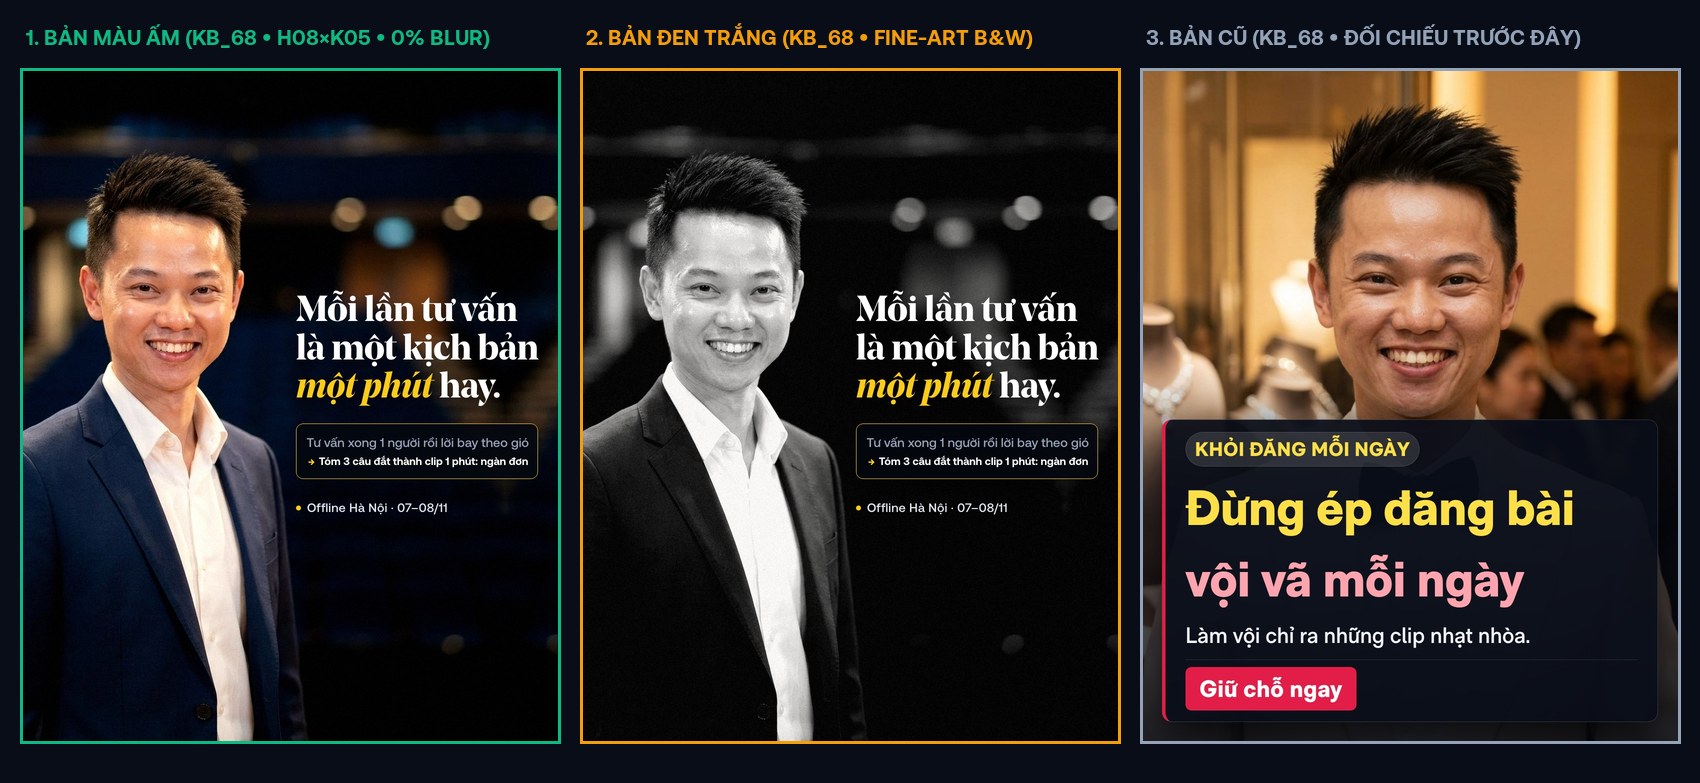 1. BẢN MÀU ẤM (KB_68 • H08×K05 • 0% BLUR)
Mỗi lần tư vấn
là một kịch bản
một phút hay.
Tư vấn xong 1 người rồi lời bay theo gió
→ Tóm 3 câu đắt thành clip 1 phút: ngàn đơn
• Offline Hà Nội · 07–08/11
2. BẢN ĐEN TRẮNG (KB_68 • FINE-ART B&W)
Mỗi lần tư vấn
là một kịch bản
một phút hay.
Tư vấn xong 1 người rồi lời bay theo gió
→ Tóm 3 câu đắt thành clip 1 phút: ngàn đơn
• Offline Hà Nội · 07–08/11
3. BẢN CŨ (KB_68 • ĐỐI CHIẾU TRƯỚC ĐÂY)
KHỎI ĐĂNG MỖI NGÀY
Đừng ép đăng bài
vội vã mỗi ngày
Làm vội chỉ ra những clip nhạt nhòa.
Giữ chỗ ngay